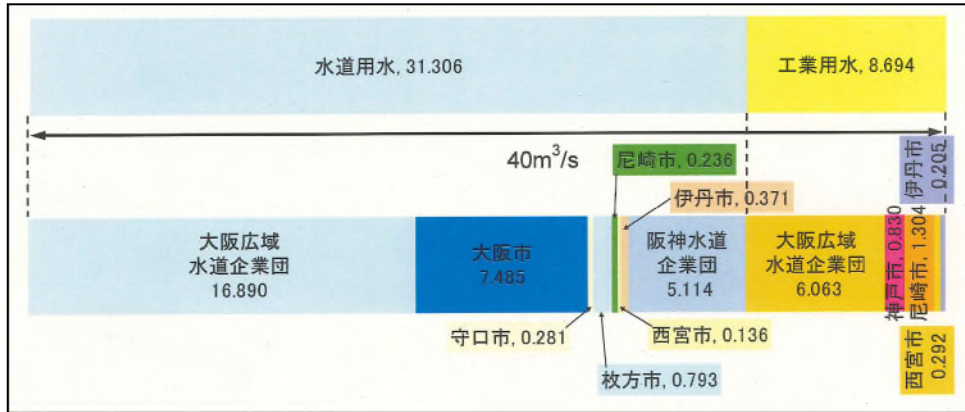 水道用水, 31.306
工業用水, 8.694
40m³/s
尼崎市, 0.236
伊丹市
0.205
伊丹市, 0.371
大阪広域
水道企業団
16.890
大阪市
7.485
阪神水道
企業団
5.114
大阪広域
水道企業団
6.063
神戸市, 0.830
尼崎市, 1.304
守口市, 0.281
西宮市, 0.136
枚方市, 0.793
西宮市
0.292